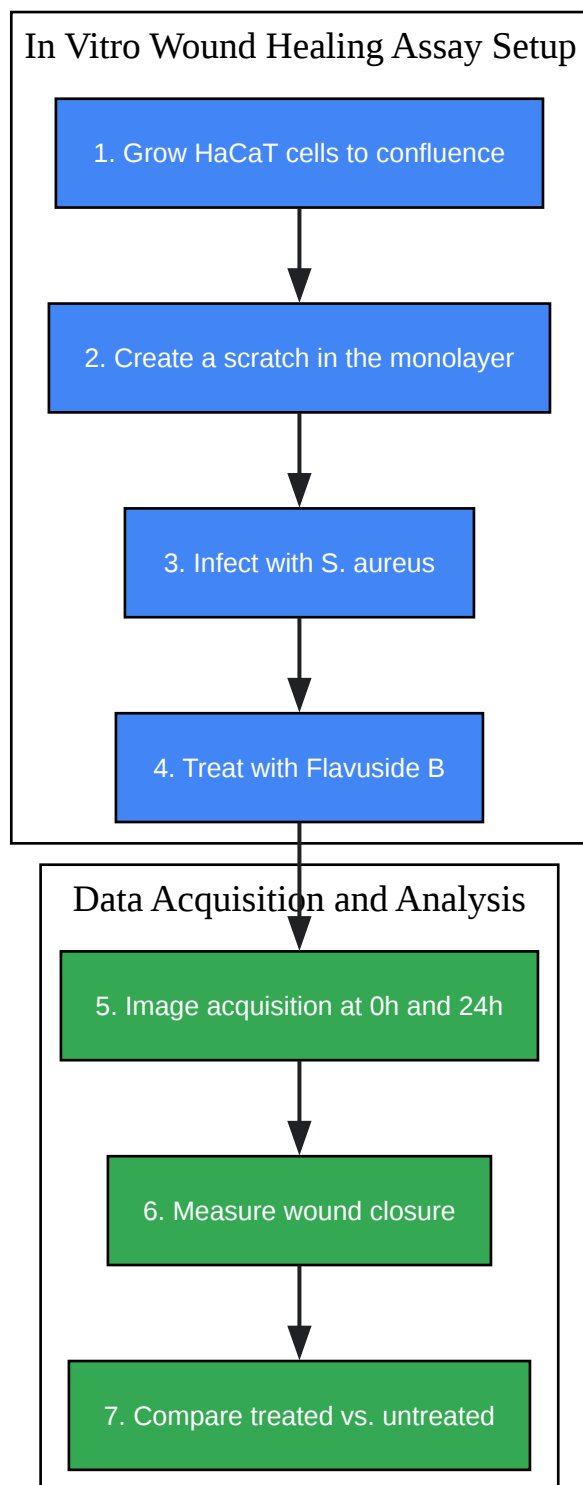 In Vitro Wound Healing Assay Setup
1. Grow HaCaT cells to confluence
2. Create a scratch in the monolayer
3. Infect with S. aureus
4. Treat with Flavuside B
Data Acquisition and Analysis
5. Image acquisition at 0h and 24h
6. Measure wound closure
7. Compare treated vs. untreated